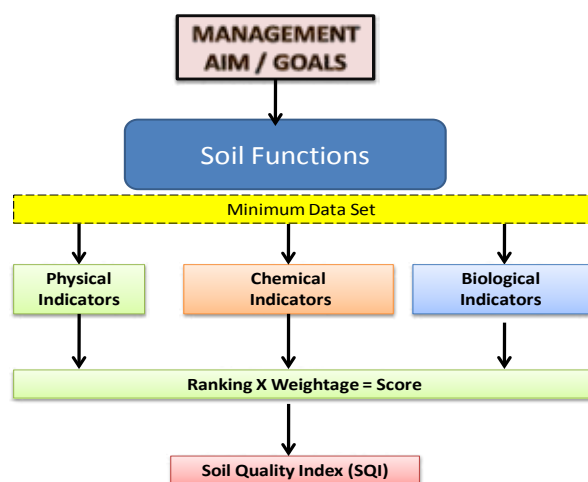 MANAGEMENT
AIM / GOALS
Soil Functions
Minimum Data Set
Physical
Indicators
Chemical
Indicators
Biological
Indicators
Ranking X Weightage = Score
Soil Quality Index (SQI)